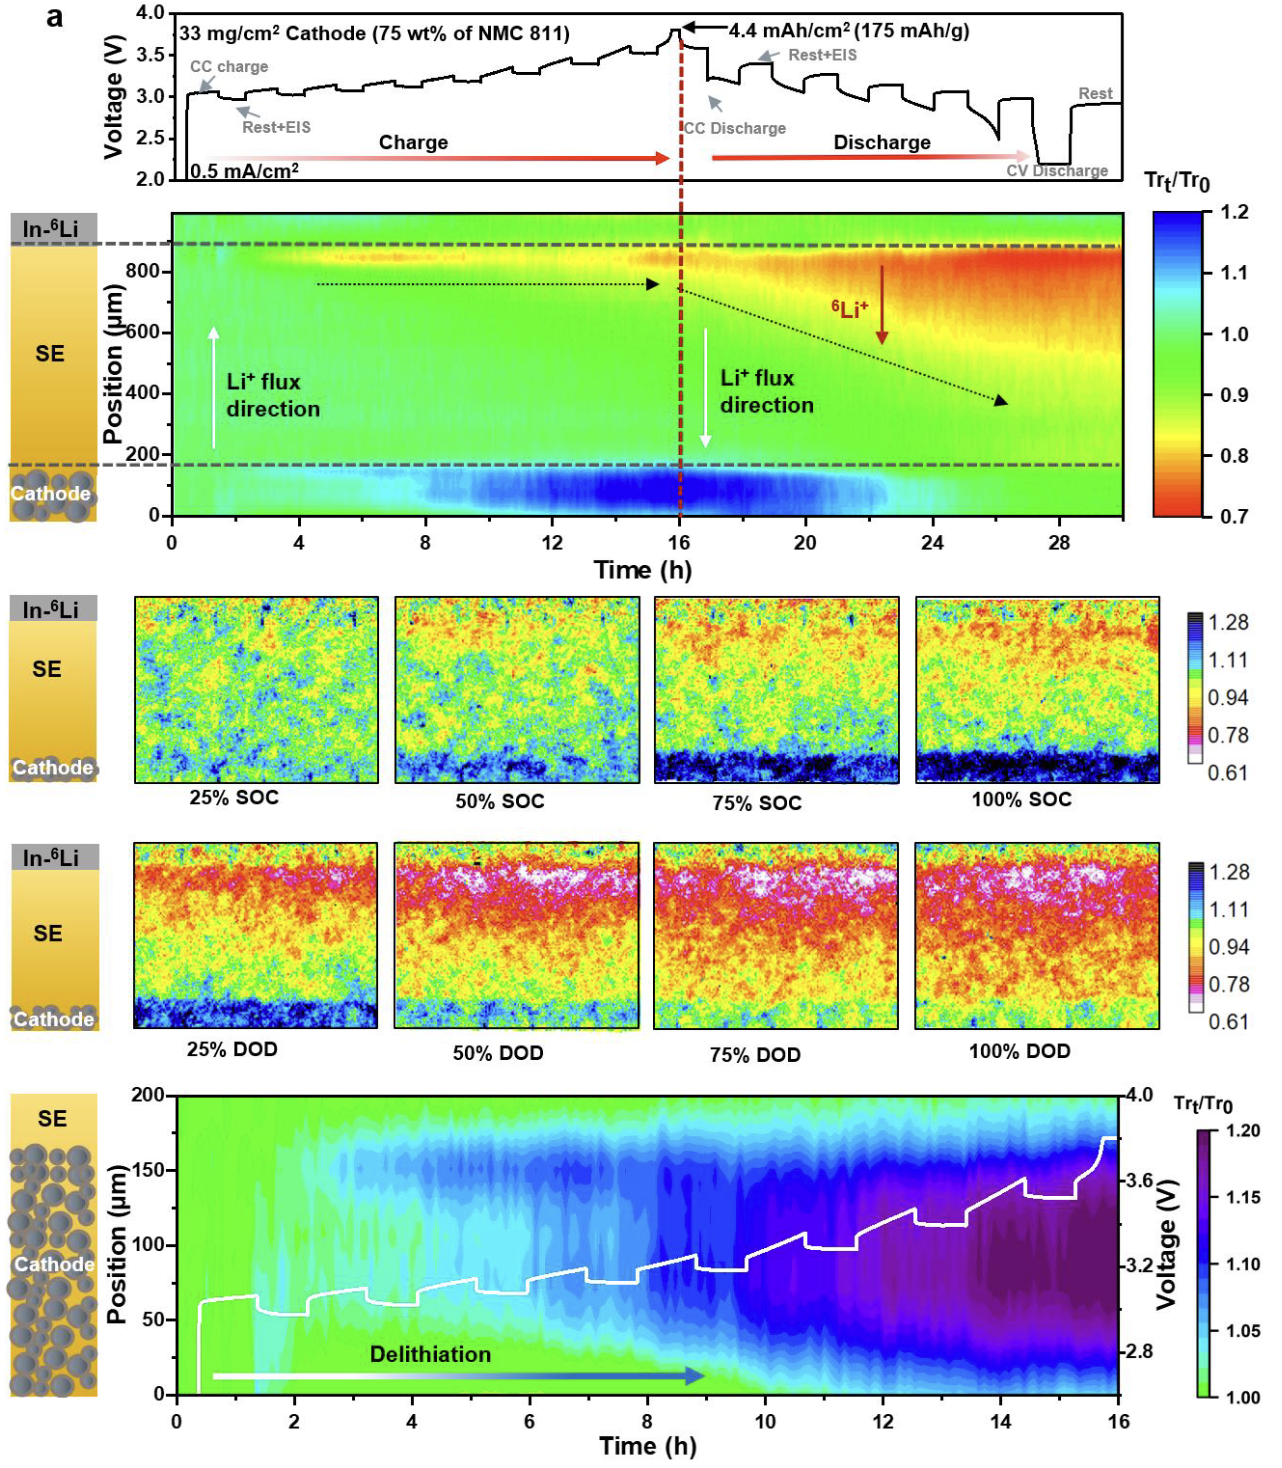 a
4.0
3.5
3.0
2.5
2.0
Voltage (V)
33 mg/cm² Cathode (75 wt% of NMC 811)
4.4 mAh/cm² (175 mAh/g)
CC charge
Rest+EIS
Rest+EIS
CC Discharge
Rest
Charge
Discharge
CV Discharge
0.5 mA/cm²
Trt/Tr0
In-⁶Li
SE
Cathode
800
600
400
200
0
Position (µm)
Li⁺ flux
direction
Li⁺ flux
direction
⁶Li⁺
1.2
1.1
1.0
0.9
0.8
0.7
0 4 8 12 16 20 24 28
Time (h)
In-⁶Li
SE
Cathode
25% SOC
50% SOC
75% SOC
100% SOC
1.28
1.11
0.94
0.78
0.61
In-⁶Li
SE
Cathode
25% DOD
50% DOD
75% DOD
100% DOD
1.28
1.11
0.94
0.78
0.61
SE
Cathode
200
150
100
50
0
Position (µm)
Delithiation
4.0
3.6
3.2
2.8
Voltage (V)
Trt/Tr0
1.20
1.15
1.10
1.05
1.00
0 2 4 6 8 10 12 14 16
Time (h)